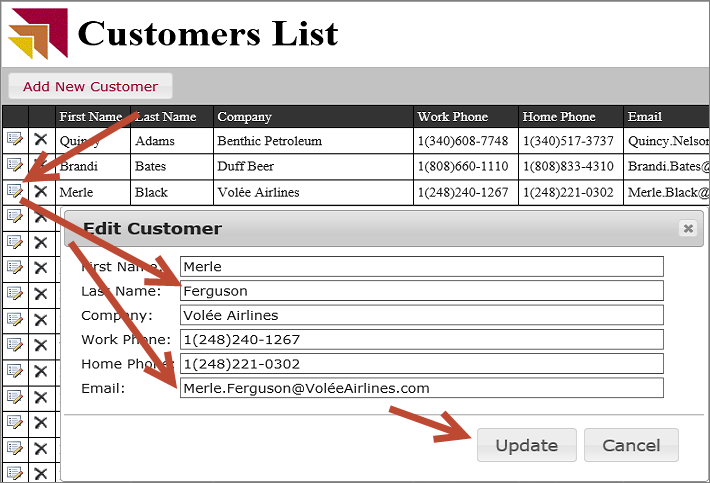 Customers List
Add New Customer
First Name Last Name Company Work Phone Home Phone Email
Quincy Adams Benthic Petroleum 1(340)608-7748 1(340)517-3737 Quincy.Nelson
Brandi Bates Duff Beer 1(808)660-1110 1(808)833-4310 Brandi.Bates@
Merle Black Volée Airlines 1(248)240-1267 1(248)221-0302 Merle.Black@
Edit Customer
First Name: Merle
Last Name: Ferguson
Company: Volée Airlines
Work Phone: 1(248)240-1267
Home Phone: 1(248)221-0302
Email: Merle.Ferguson@VoléeAirlines.com
Update Cancel